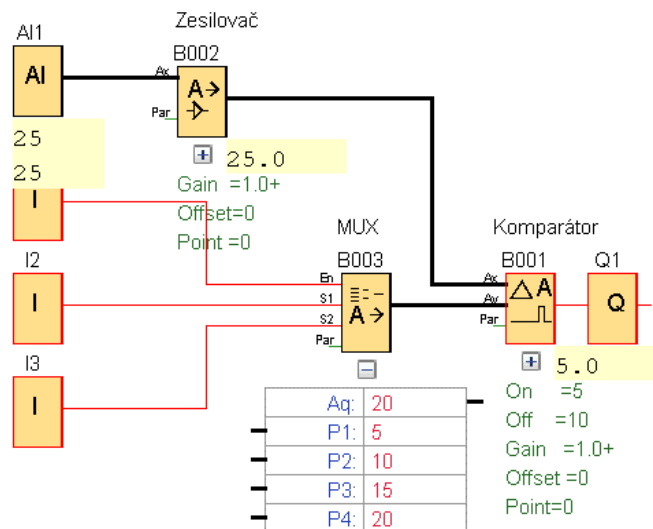 Zesilovač
AI1
B002
AI
Ax
A→
Par
25
25
25.0
Gain =1.0+
Offset=0
Point =0
I
I2
I
I3
I
MUX
B003
En
S1
S2
A→
Par
Komparátor
B001
Q1
Ax
Ay
Par
ΔA
Q
5.0
On =5
Off =10
Gain =1.0+
Offset =0
Point=0
Aq: 20
P1: 5
P2: 10
P3: 15
P4: 20